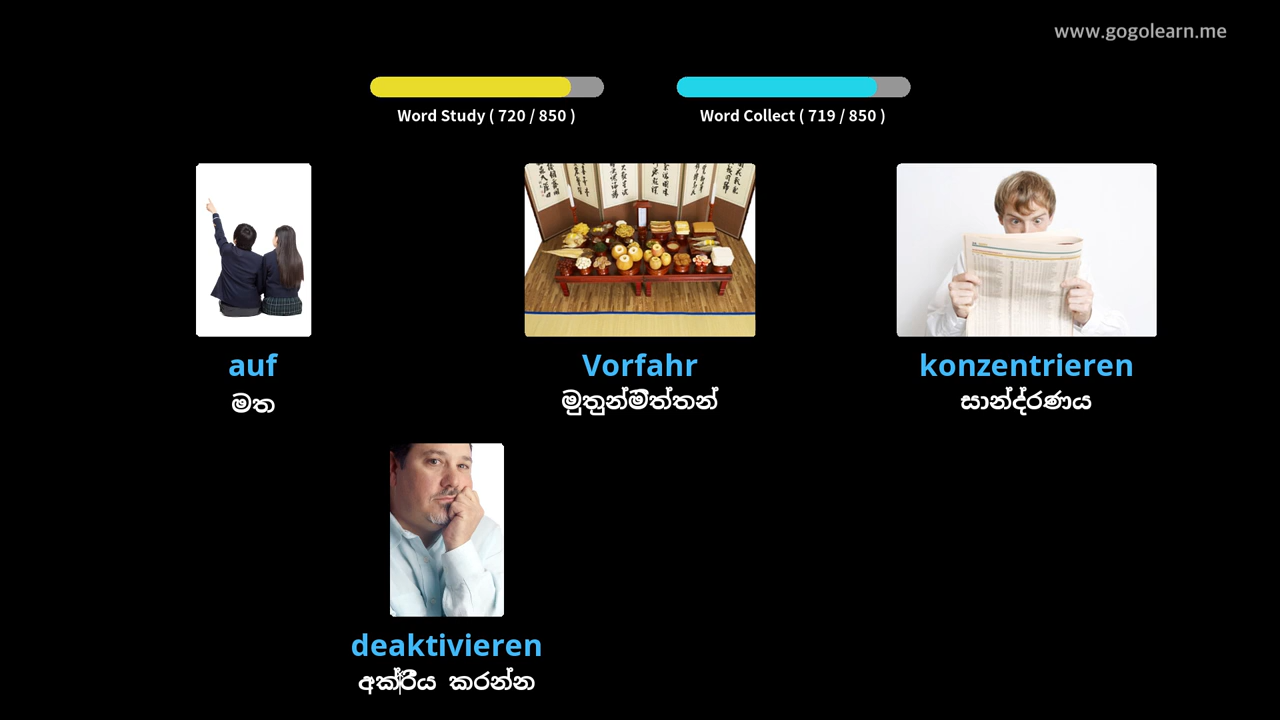 www.gogolearn.me
Word Study ( 720 / 850 )
Word Collect ( 719 / 850 )
auf
Vorfahr
konzentrieren
මත
මුතුන්මිත්තන්
සාන්ද්රණය
deaktivieren
අක්රිය කරන්න